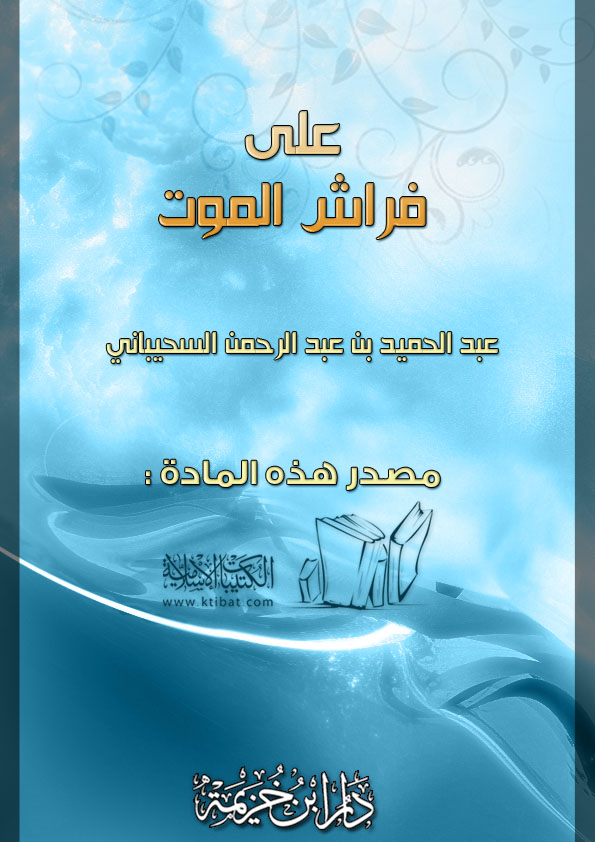 على
فراش الموت
عبد الحميد بن عبد الرحمن السحيباني
مصدر هذه المادة :
الكتيبات الإسلامية
www.ktibat.com
دار ابن خزيمة